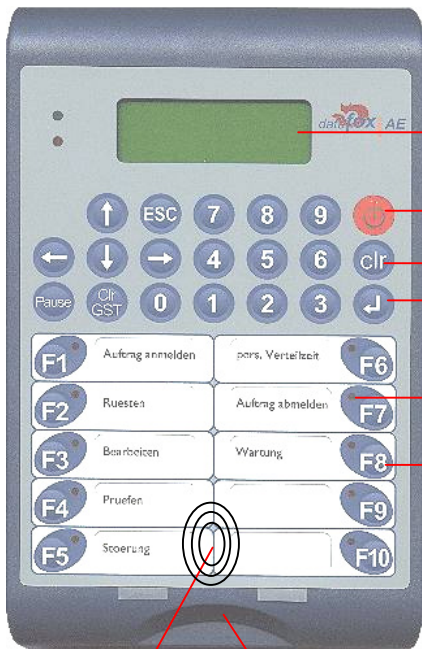 datafox AE
↑ ESC 7 8 9
← ↓ → 4 5 6 clr
Pause Clr GST 0 1 2 3 ↵
F1 Auftrag anmelden pers. Verteilzeit F6
F2 Ruesten Auftrag abmelden F7
F3 Bearbeiten Wartung F8
F4 Pruefen F9
F5 Stoerung F10